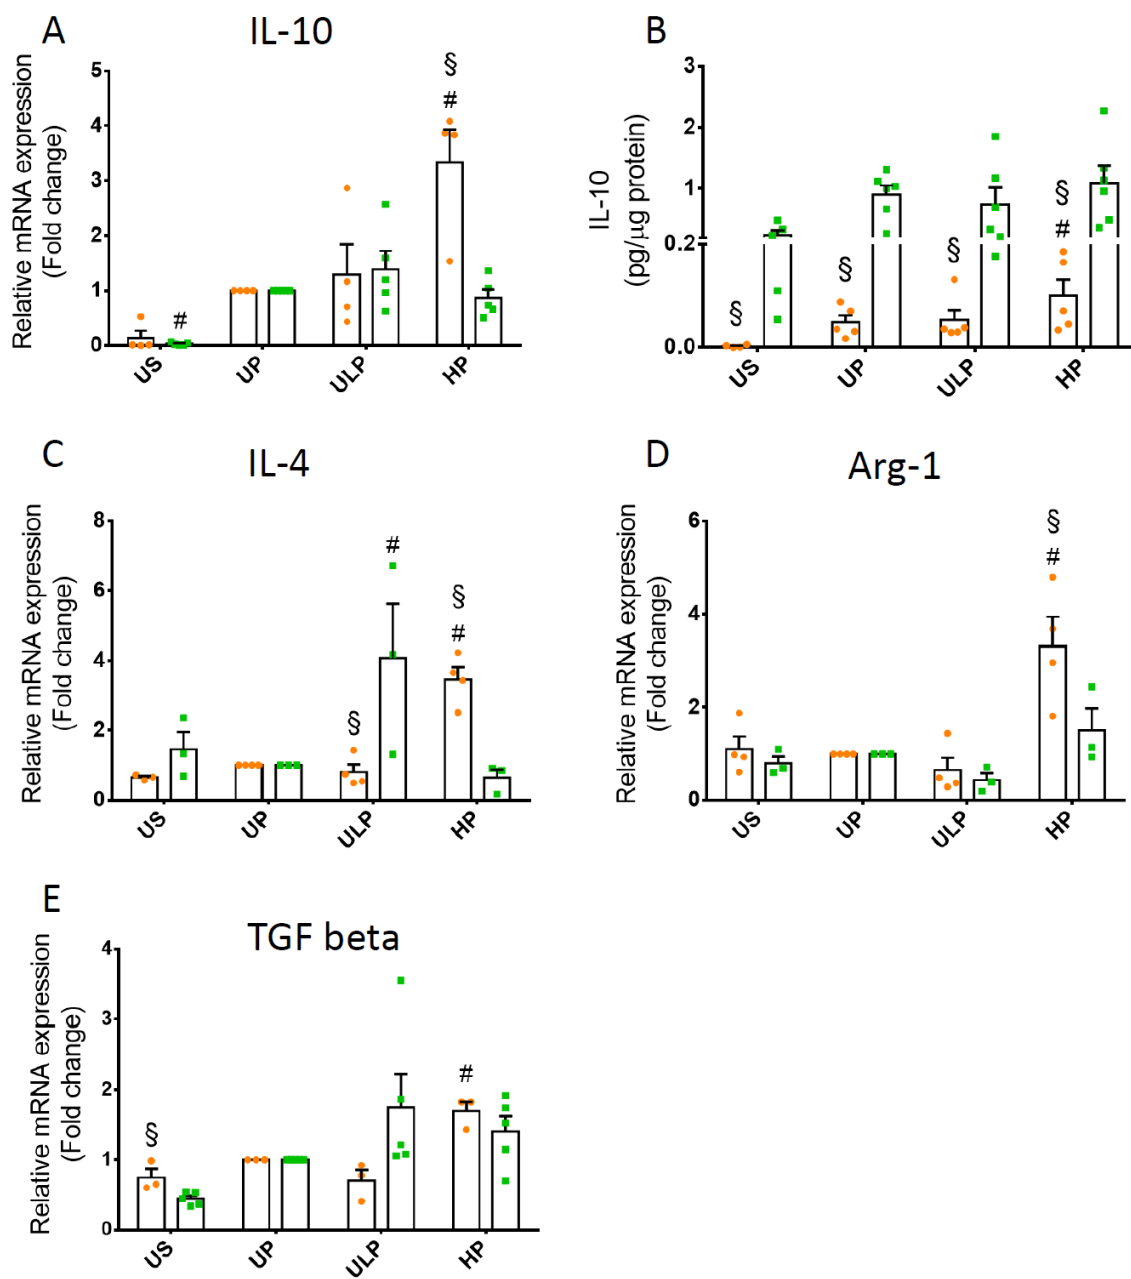 A
IL-10
Relative mRNA expression
(Fold change)
5
4
3
2
1
0
#
§
#
US
UP
ULP
HP
B
IL-10
(pg/µg protein)
3
2
1
0.2
0.0
§
§
§
§
#
US
UP
ULP
HP
C
IL-4
Relative mRNA expression
(Fold change)
8
6
4
2
0
§
#
§
#
US
UP
ULP
HP
D
Arg-1
Relative mRNA expression
(Fold change)
6
4
2
0
§
#
US
UP
ULP
HP
E
TGF beta
Relative mRNA expression
(Fold change)
4
3
2
1
0
§
#
US
UP
ULP
HP